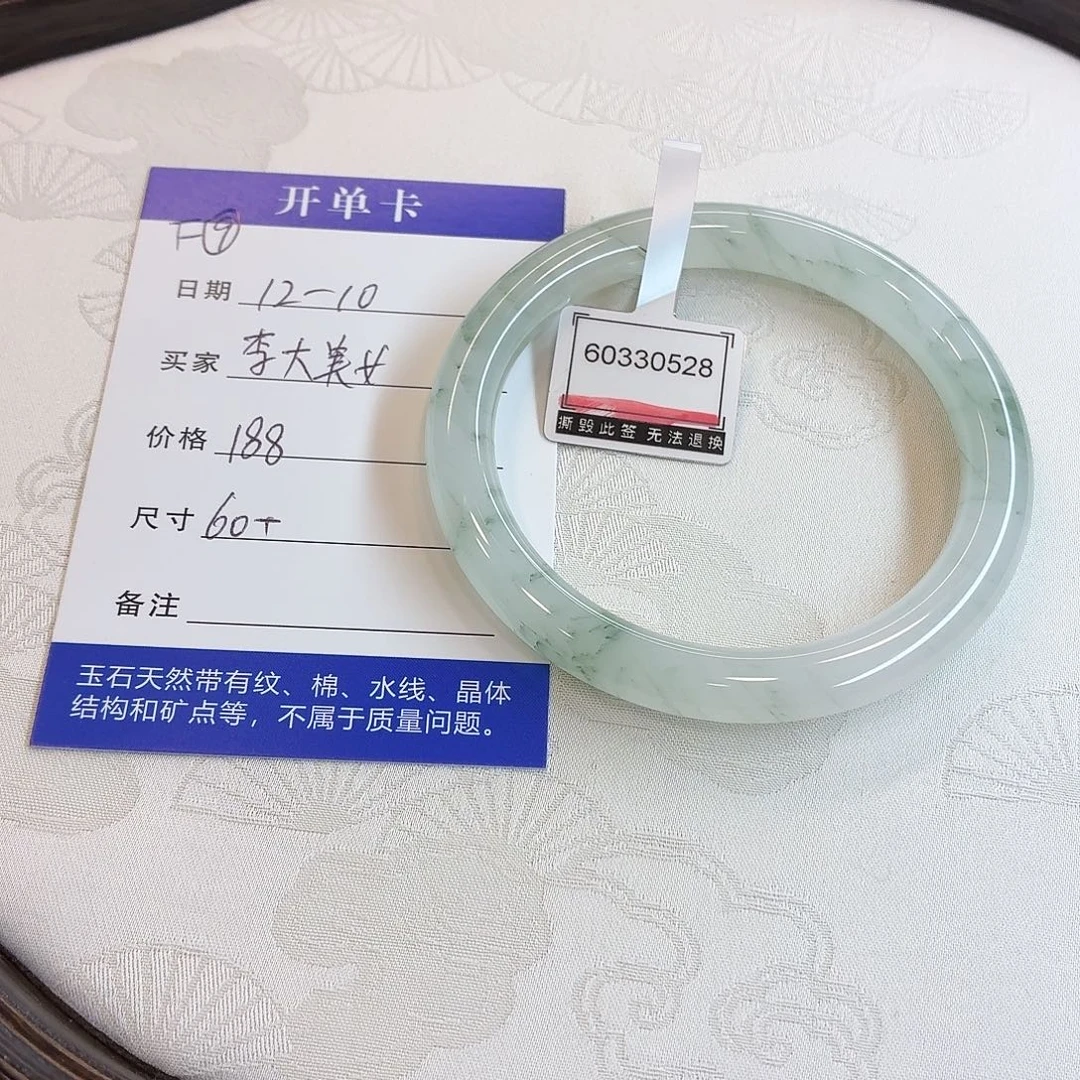 开单卡
F⑨
日期 12-10
买家 李大美女
价格 188
尺寸 60+
备注
玉石天然带有纹、棉、水线、晶体
结构和矿点等，不属于质量问题。
60330528
撕毁此签 无法退换